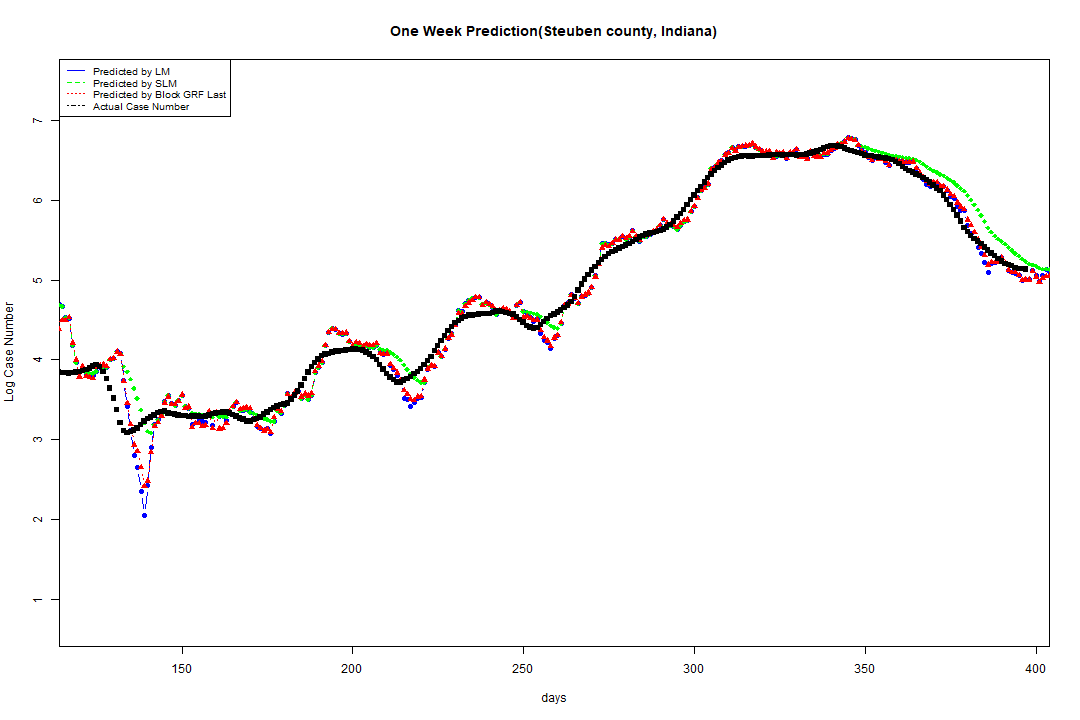 One Week Prediction(Steuben county, Indiana)
Predicted by LM
Predicted by SLM
Predicted by Block GRF Last
Actual Case Number
Log Case Number
7
6
5
4
3
2
1
150 200 250 300 350 400
days